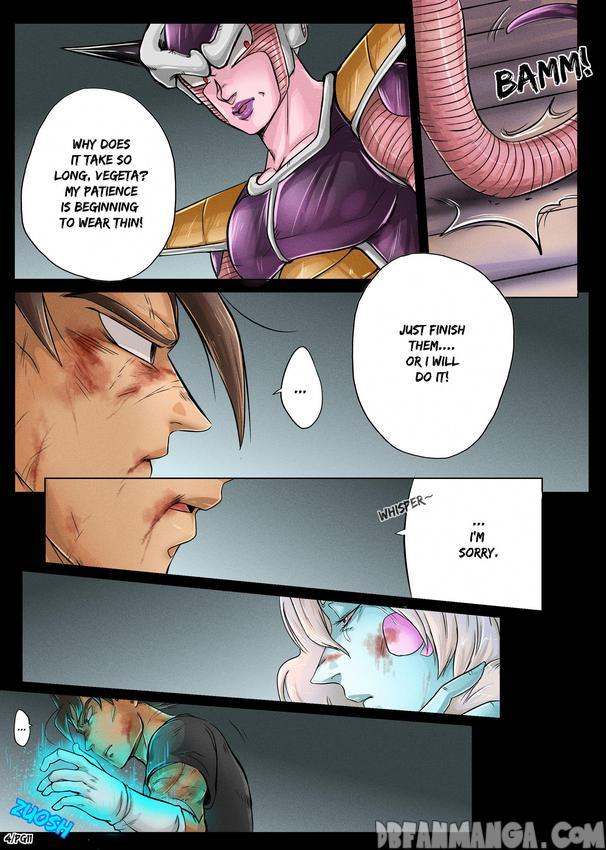 WHY DOES
IT TAKE SO
LONG, VEGETA?
MY PATIENCE
IS BEGINNING
TO WEAR THIN!
BAMM!
JUST FINISH
THEM....
OR I WILL
DO IT!
...
WHISPER~
...
I'M
SORRY.
...
ZUOSH
4/PG11
DBFANMANGA.COM